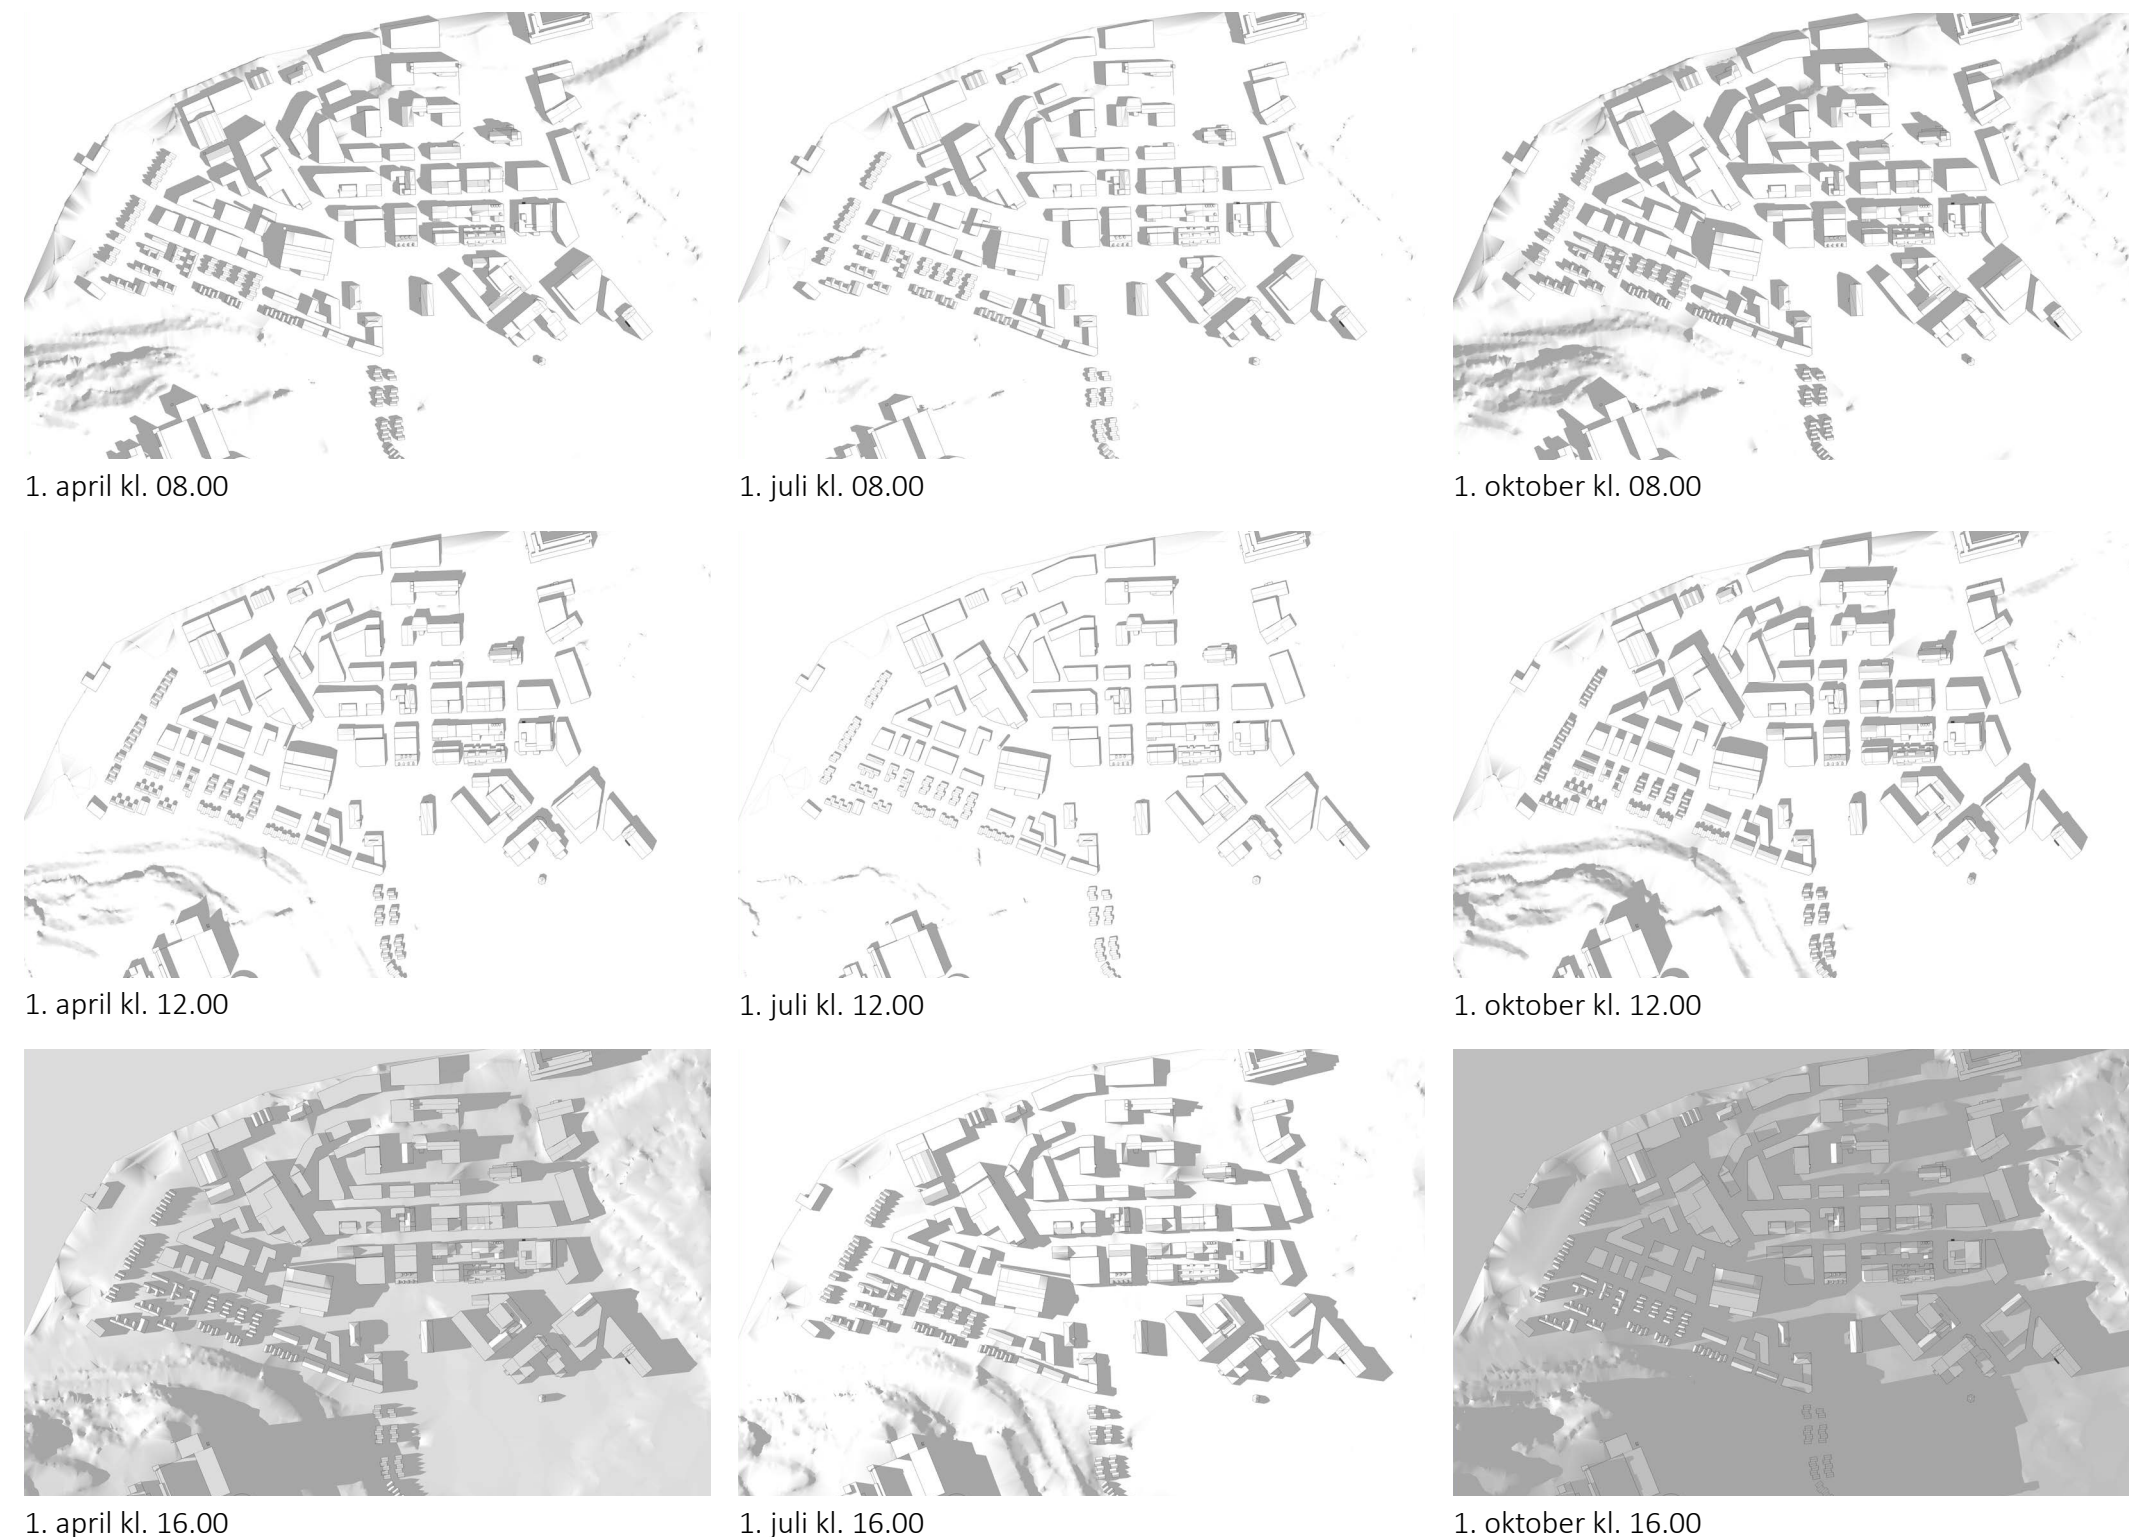 1. april kl. 08.00
1. juli kl. 08.00
1. oktober kl. 08.00
1. april kl. 12.00
1. juli kl. 12.00
1. oktober kl. 12.00
1. april kl. 16.00
1. juli kl. 16.00
1. oktober kl. 16.00